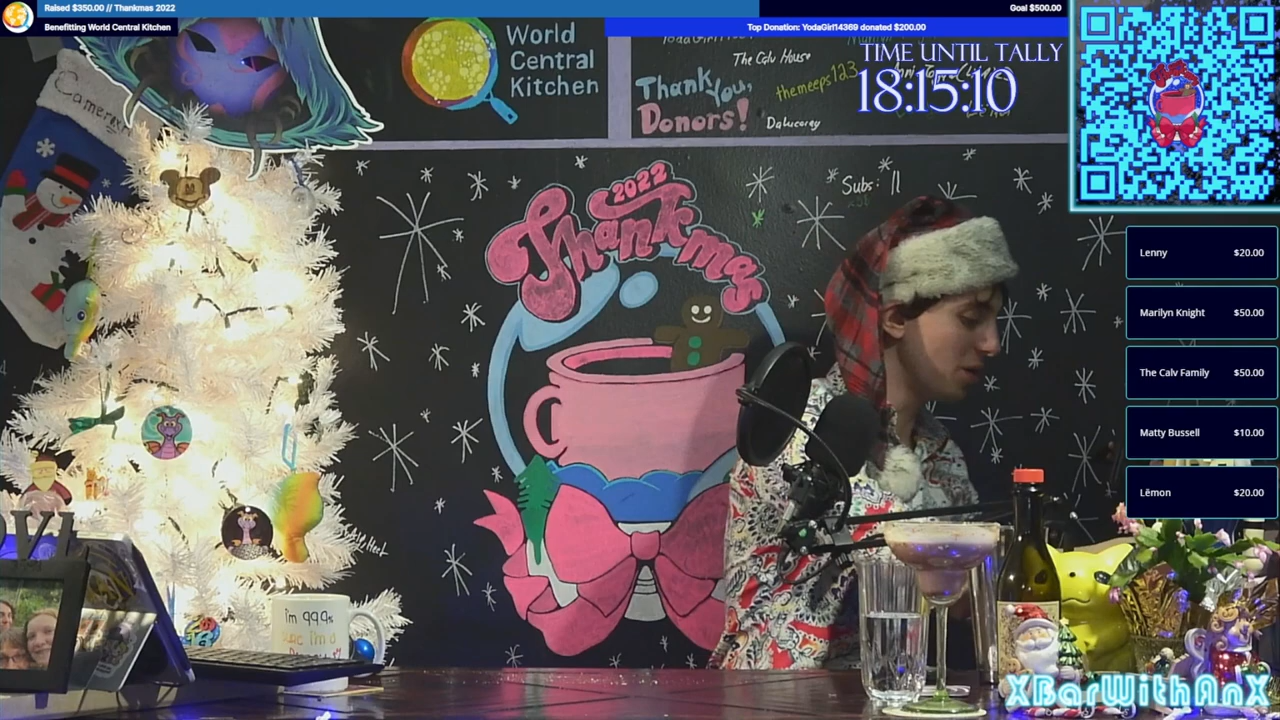 Raised $350.00 // Thankmas 2022
Goal $500.00
Benefitting World Central Kitchen
Top Donation: YodaGirl14369 donated $200.00
World
Central
Kitchen
The Calv House
Thank
You,
Donors!
themeeps123
Dalucorey
TIME UNTIL TALLY
18:15:10
Subs: 11
2022
Thankmas
Lenny $20.00
Marilyn Knight $50.00
The Calv Family $50.00
Matty Bussell $10.00
Lēmon $20.00
i'm 99.9%
sure i'm a
XBarWithAnX